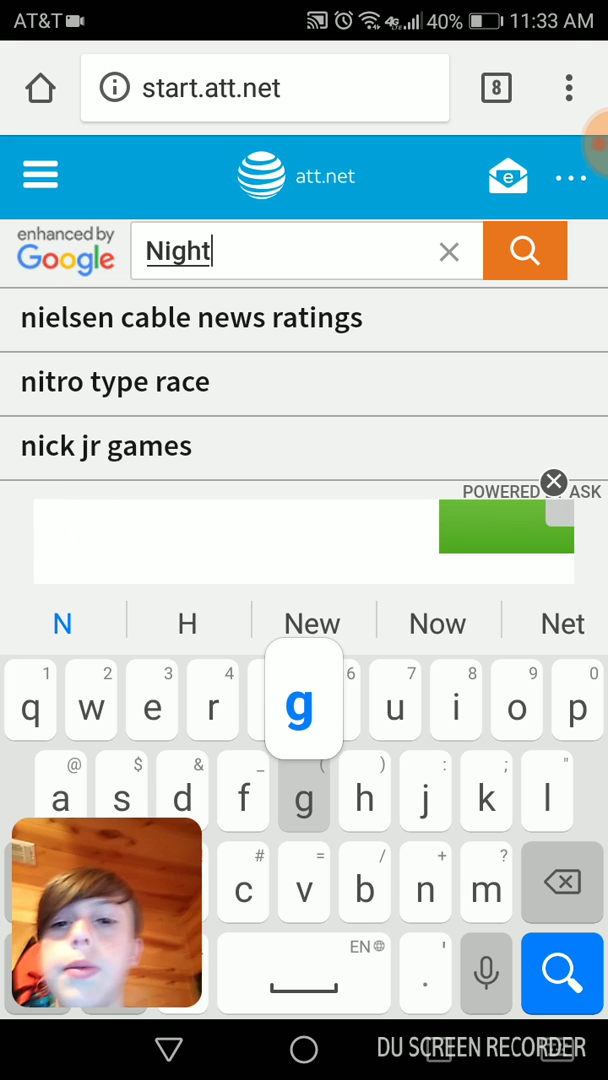 AT&T 4G LTE 40% 11:33 AM
start.att.net 8
att.net e
enhanced by
Google Night
nielsen cable news ratings
nitro type race
nick jr games
POWERED ASK
N H New Now Net
1 2 3 4 6 7 8 9 0
q w e r g u i o p
@ $ & _ ( ) : ; "
a s d f g h j k l
# = / + ?
c v b n m
EN '
.
DU SCREEN RECORDER